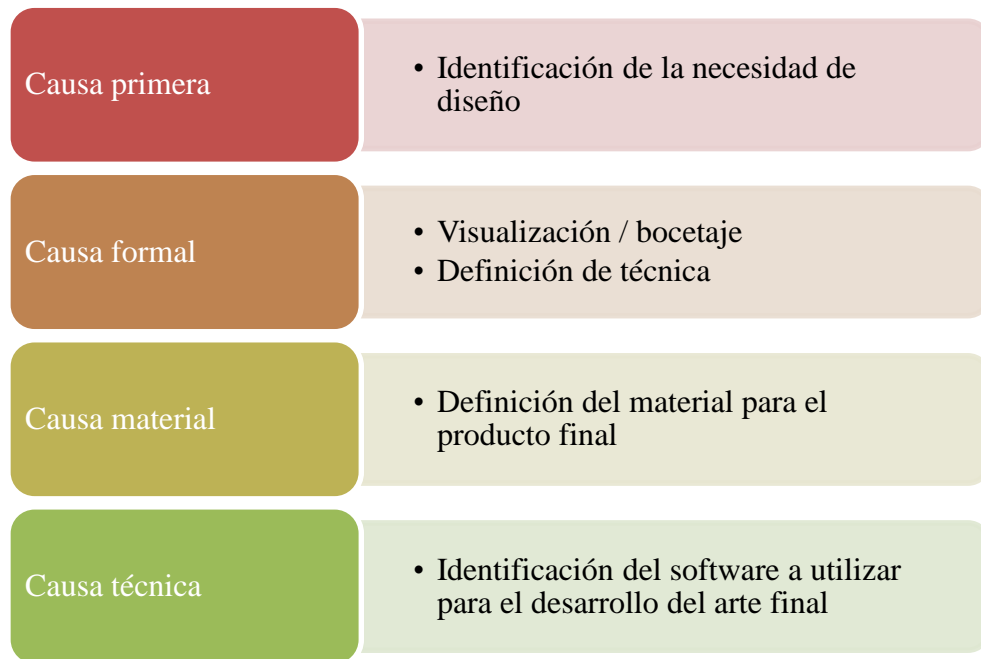 Causa primera
• Identificación de la necesidad de
diseño
Causa formal
• Visualización / bocetaje
• Definición de técnica
Causa material
• Definición del material para el
producto final
Causa técnica
• Identificación del software a utilizar
para el desarrollo del arte final